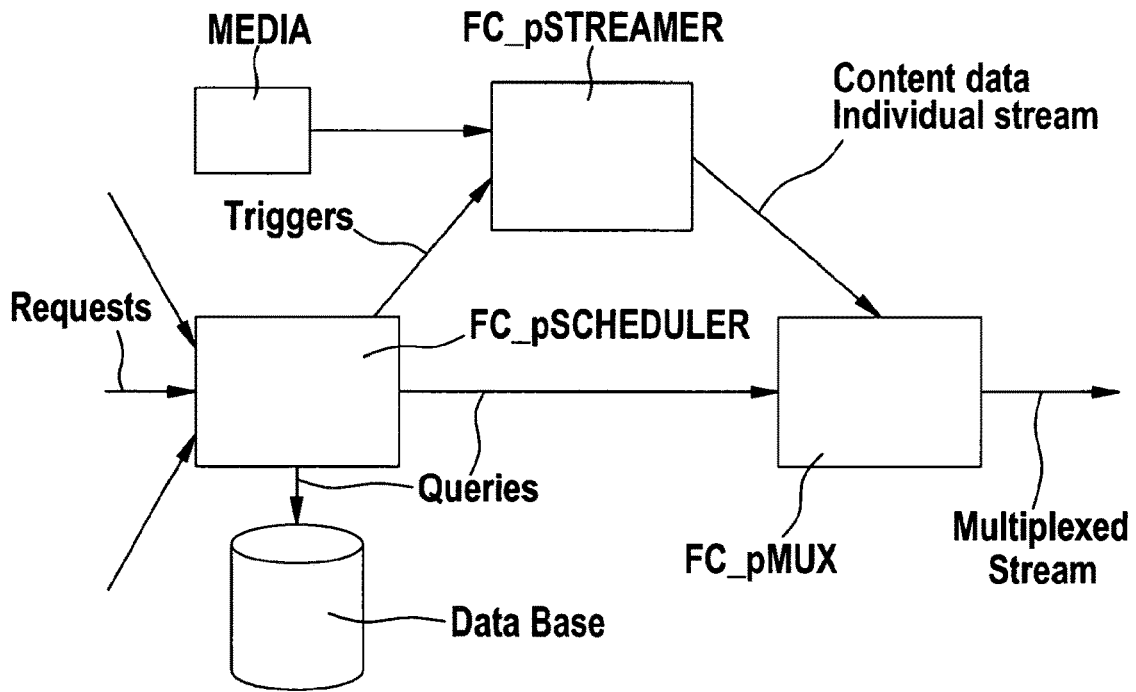 MEDIA
FC_pSTREAMER
Content data
Individual stream
Triggers
Requests
FC_pSCHEDULER
Queries
FC_pMUX
Multiplexed
Stream
Data Base